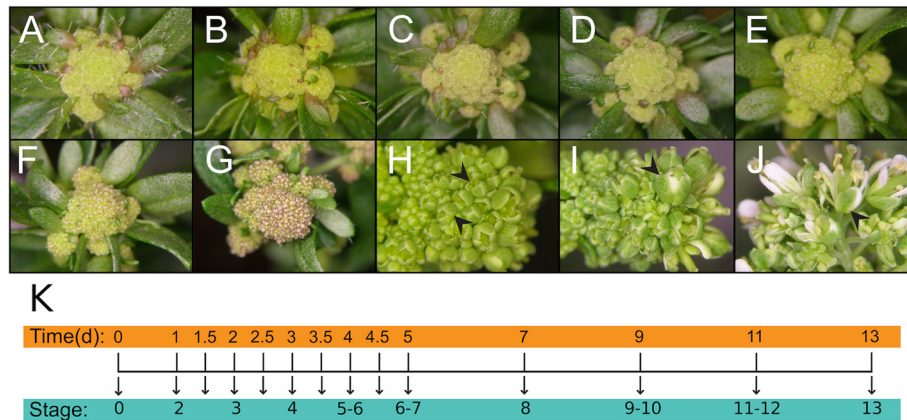 A B C D E
F G H I J
K
Time(d): 0 1 1.5 2 2.5 3 3.5 4 4.5 5 7 9 11 13
Stage: 0 2 3 4 5-6 6-7 8 9-10 11-12 13